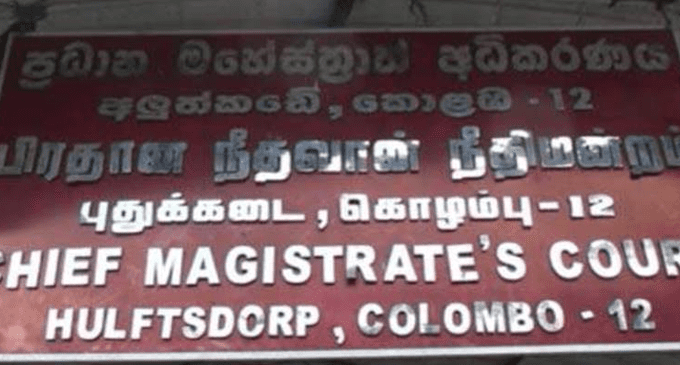 ප්‍රධාන මහේස්ත්‍රාත් අධිකරණය
අලුත්කඩේ, කොළඹ - 12
பிரதான நீதவான் நீதிமன்றம்
புதுக்கடை , கொழம்பு - 12
CHIEF MAGISTRATE'S COUR
HULFTSDORP , COLOMBO - 12